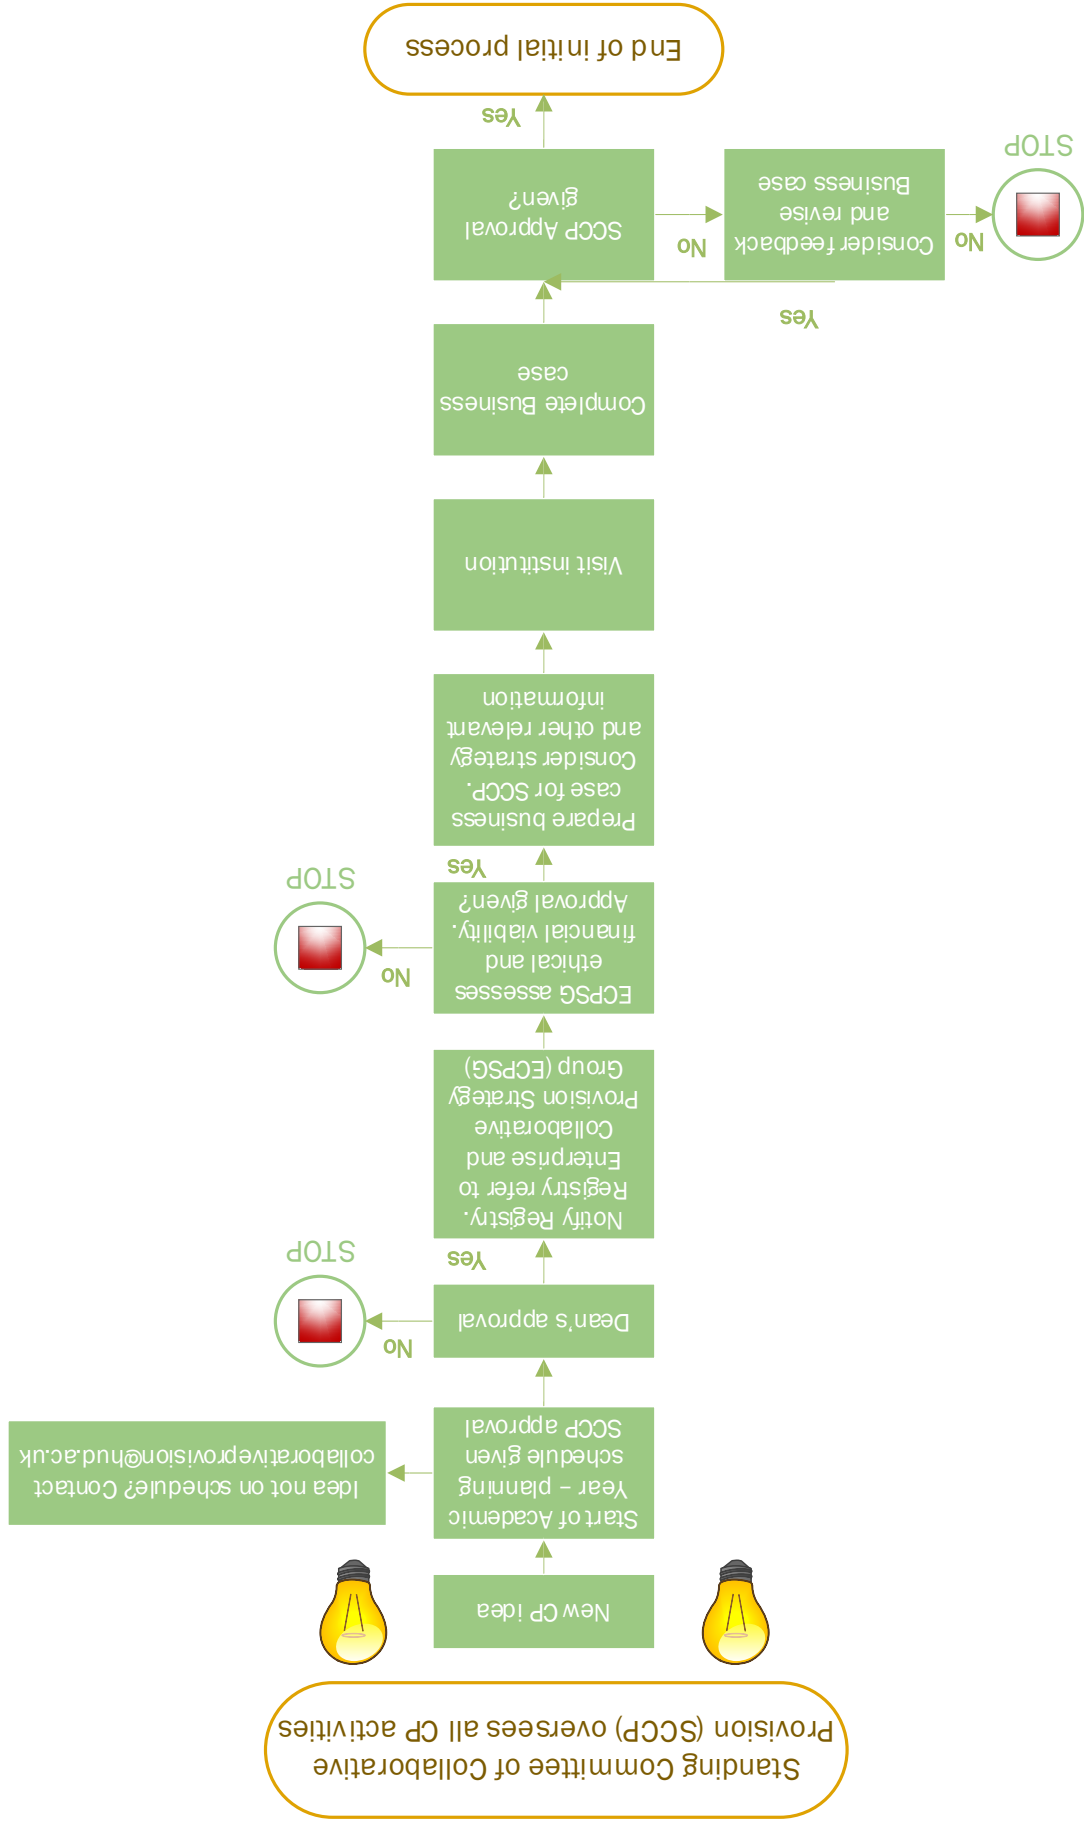 Standing Committee of Collaborative
Provision (SCCP) oversees all CP activities
New CP idea
Start of Academic
Year – planning
schedule given
SCCP approval
Idea not on schedule? Contact
collaborativeprovision@hud.ac.uk
Dean's approval
No
STOP
Yes
Notify Registry.
Registry refer to
Enterprise and
Collaborative
Provision Strategy
Group (ECPSG)
ECPSG assesses
ethical and
financial viability.
Approval given?
No
STOP
Yes
Prepare business
case for SCCP.
Consider strategy
and other relevant
information
Visit institution
Complete Business
case
Yes
SCCP Approval
given?
No
Consider feedback
and revise
Business case
No
STOP
Yes
End of initial process